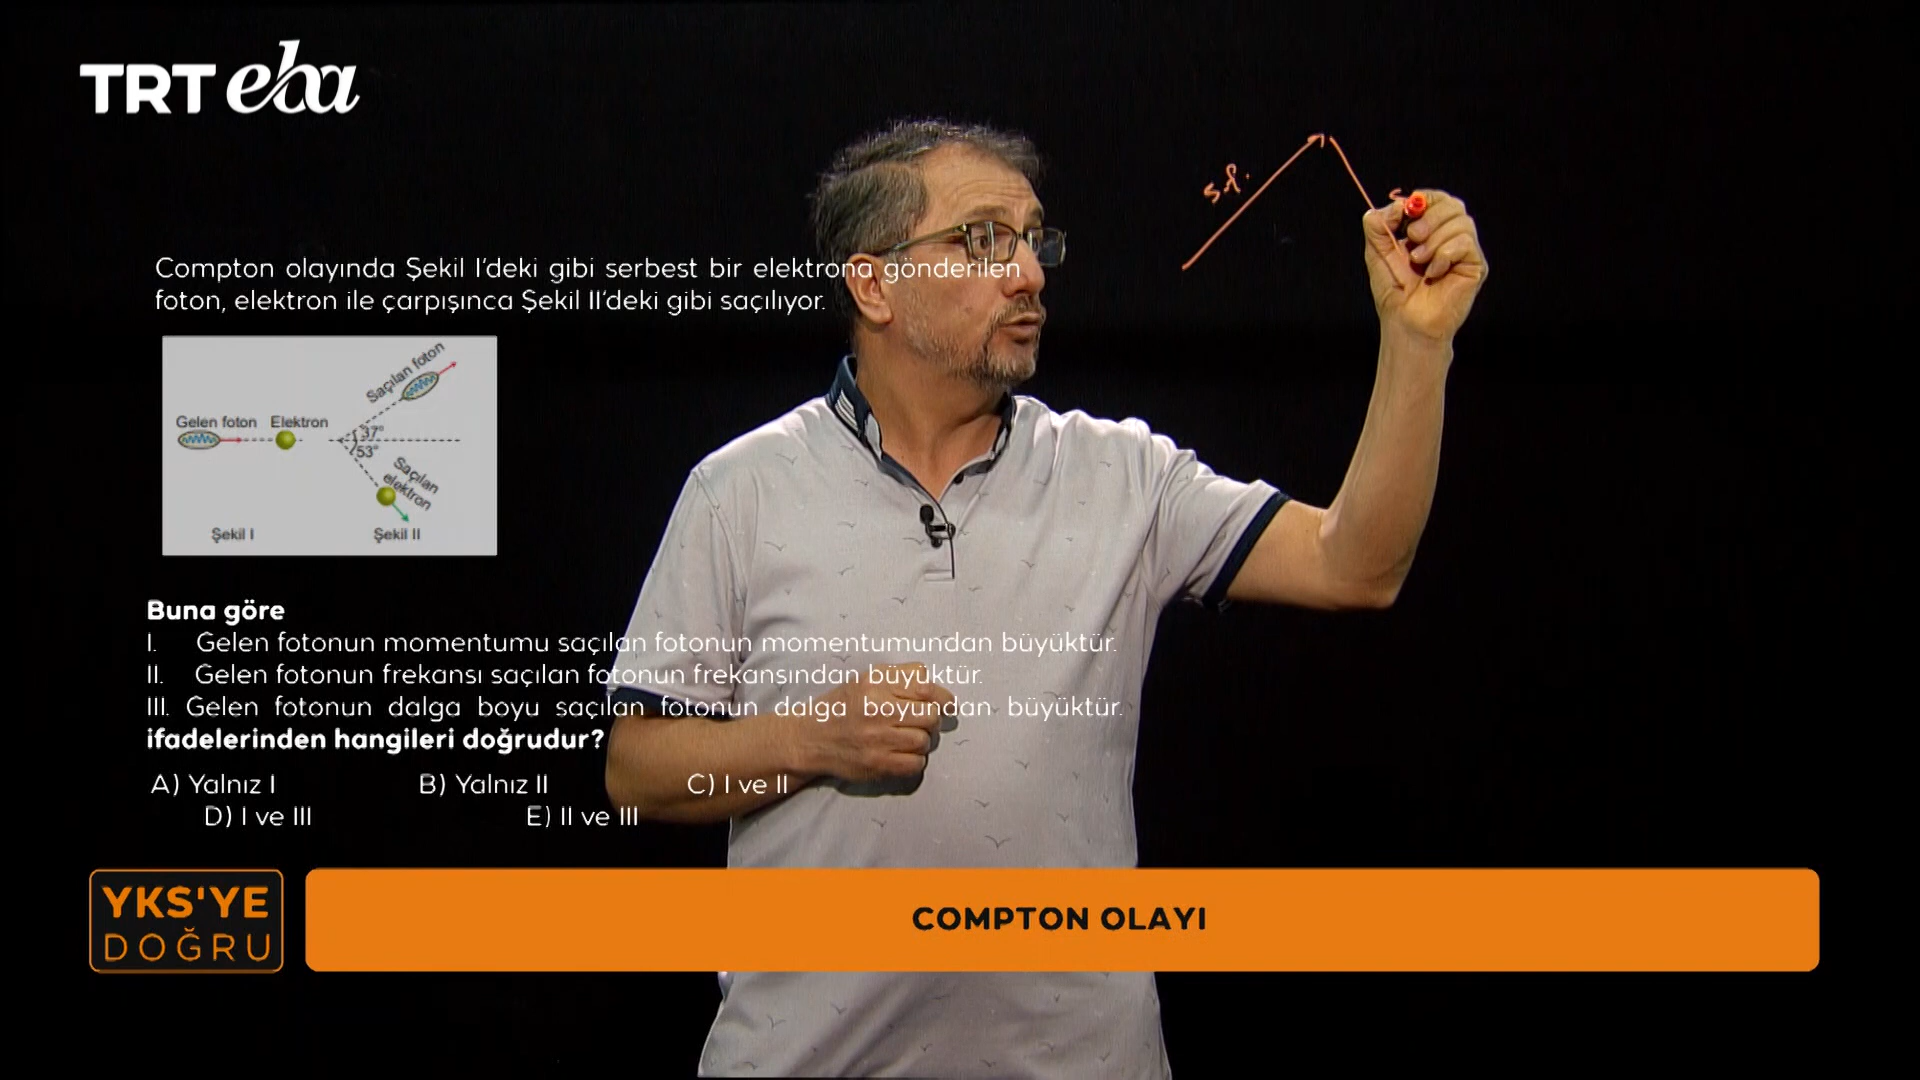 TRT eba
s.f.
Compton olayında Şekil I'deki gibi serbest bir elektrona gönderilen
foton, elektron ile çarpışınca Şekil II'deki gibi saçılıyor.
Saçılan foton
Gelen foton Elektron
37°
53°
Saçılan
elektron
Şekil I Şekil II
Buna göre
I. Gelen fotonun momentumu saçılan fotonun momentumundan büyüktür.
II. Gelen fotonun frekansı saçılan fotonun frekansından büyüktür.
III. Gelen fotonun dalga boyu saçılan fotonun dalga boyundan büyüktür.
ifadelerinden hangileri doğrudur?
A) Yalnız I B) Yalnız II C) I ve II
D) I ve III E) II ve III
YKS'YE
DOĞRU
COMPTON OLAYI